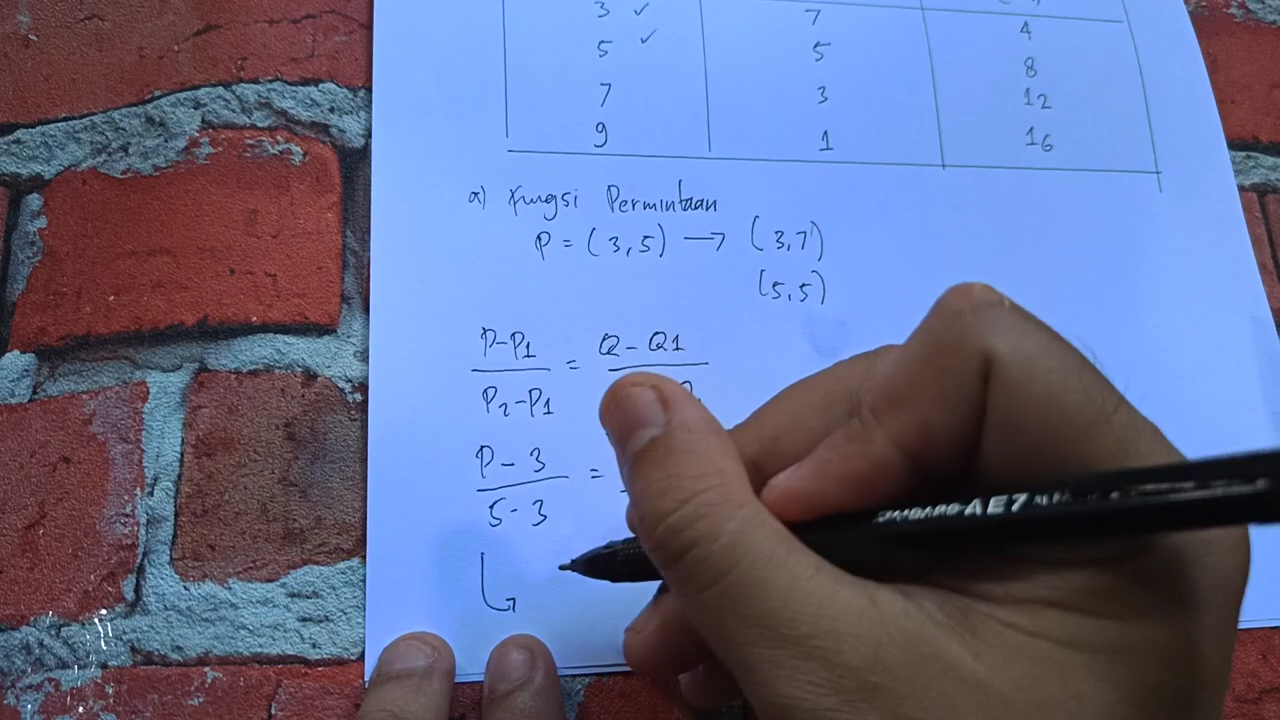 3 ✓ 7 4
5 ✓ 5 8
7 3 12
9 1 16
a) Fungsi Permintaan
P = (3,5) → (3,7)
(5,5)
P-P1 = Q-Q1
P2-P1
P-3 =
5-3
AE7